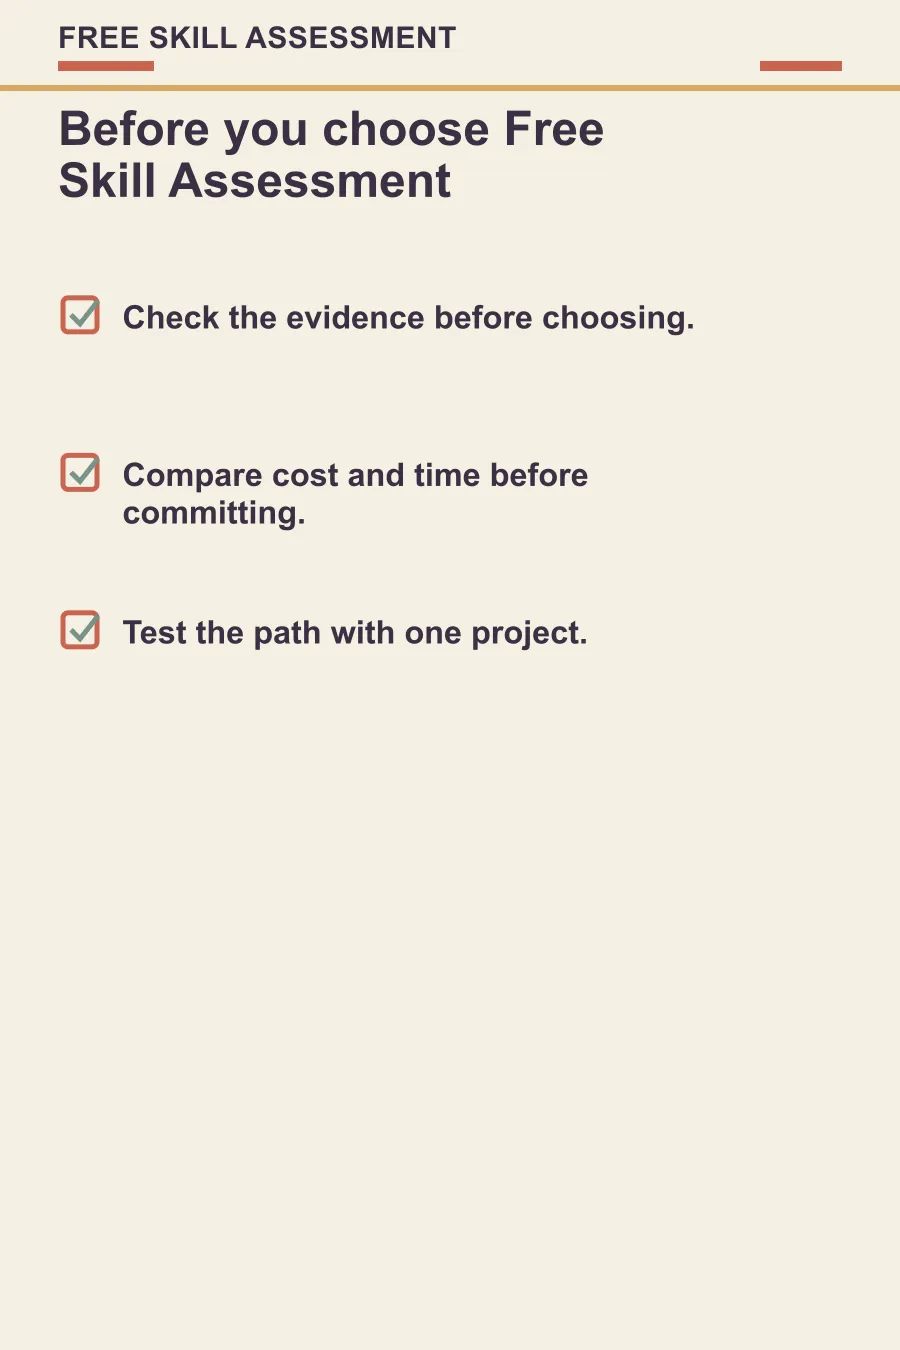 FREE SKILL ASSESSMENT
Before you choose Free
Skill Assessment
Check the evidence before choosing.
Compare cost and time before
committing.
Test the path with one project.